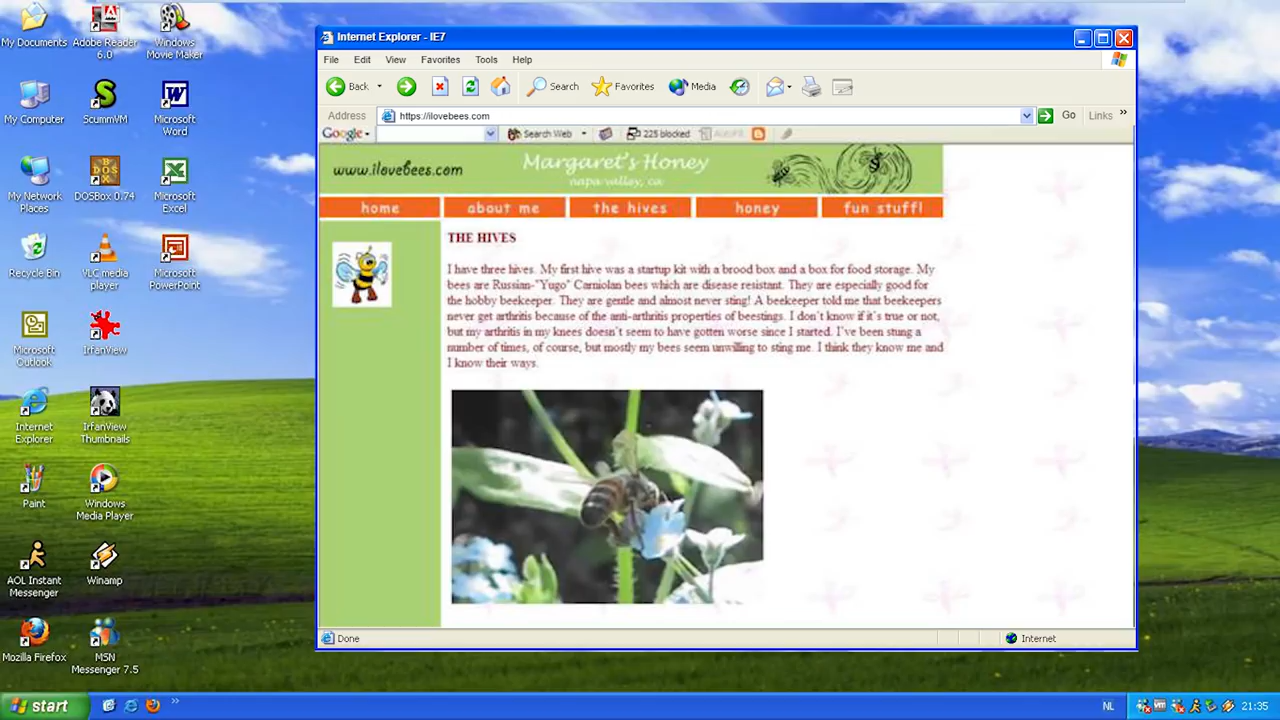 My Documents
Adobe Reader 6.0
Windows Movie Maker
My Computer
ScummVM
Microsoft Word
My Network Places
DOSBox 0.74
Microsoft Excel
Recycle Bin
VLC media player
Microsoft PowerPoint
Microsoft Outlook
IrfanView
Internet Explorer
IrfanView Thumbnails
Paint
Windows Media Player
AOL Instant Messenger
Winamp
Mozilla Firefox
MSN Messenger 7.5
Internet Explorer - IE7
File Edit View Favorites Tools Help
Back Search Favorites Media
Address https://ilovebees.com Go Links »
Google Search Web 225 blocked
www.ilovebees.com Margaret's Honey
napa valley, ca
home about me the hives honey fun stuff!
THE HIVES
I have three hives. My first hive was a startup kit with a brood box and a box for food storage. My
bees are Russian-"Yugo" Carniolan bees which are disease resistant. They are especially good for
the hobby beekeeper. They are gentle and almost never sting! A beekeeper told me that beekeepers
never get arthritis because of the anti-arthritis properties of beestings. I don't know if it's true or not,
but my arthritis in my knees doesn't seem to have gotten worse since I started. I've been stung a
number of times, of course, but mostly my bees seem unwilling to sting me. I think they know me and
I know their ways.
Done Internet
start » NL 21:35